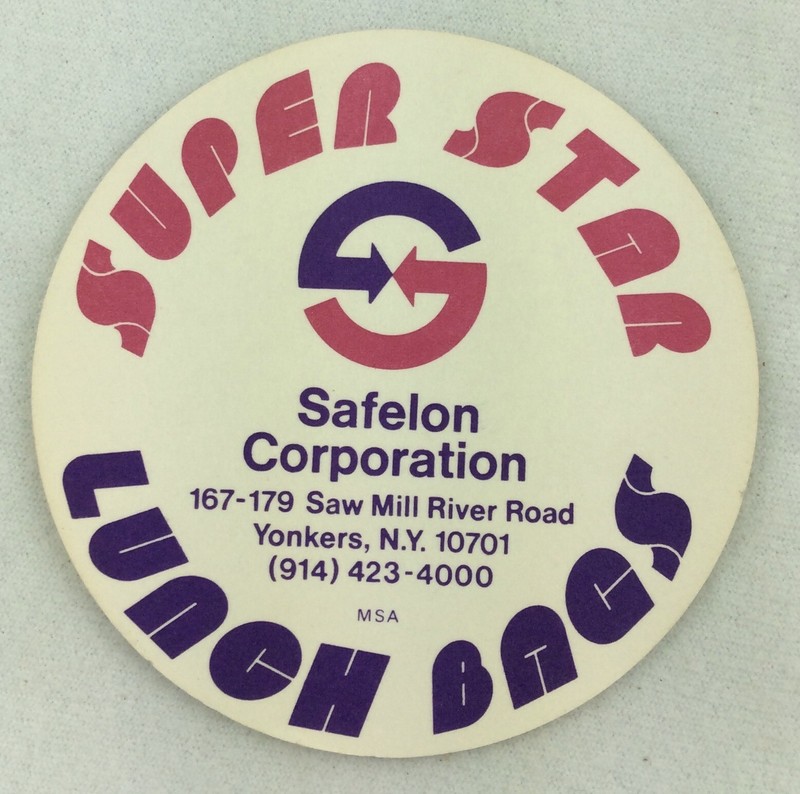 SUPER STAR
Safelon
Corporation
167-179 Saw Mill River Road
Yonkers, N.Y. 10701
(914) 423-4000
MSA
LUNCH BAGS